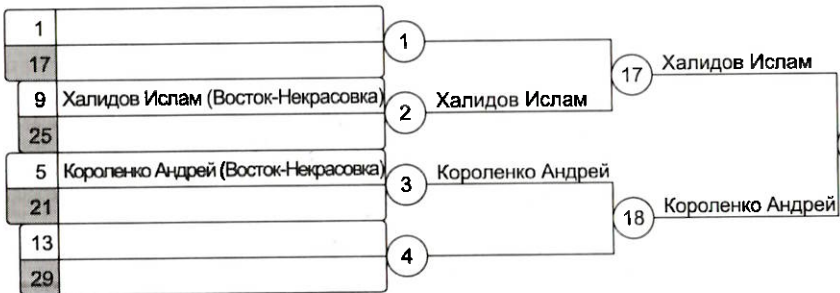 1
17
1
9 Халидов Ислам (Восток-Некрасовка)
25
2
Халидов Ислам
17
Халидов Ислам
5 Короленко Андрей (Восток-Некрасовка)
21
3
Короленко Андрей
13
29
4
18
Короленко Андрей